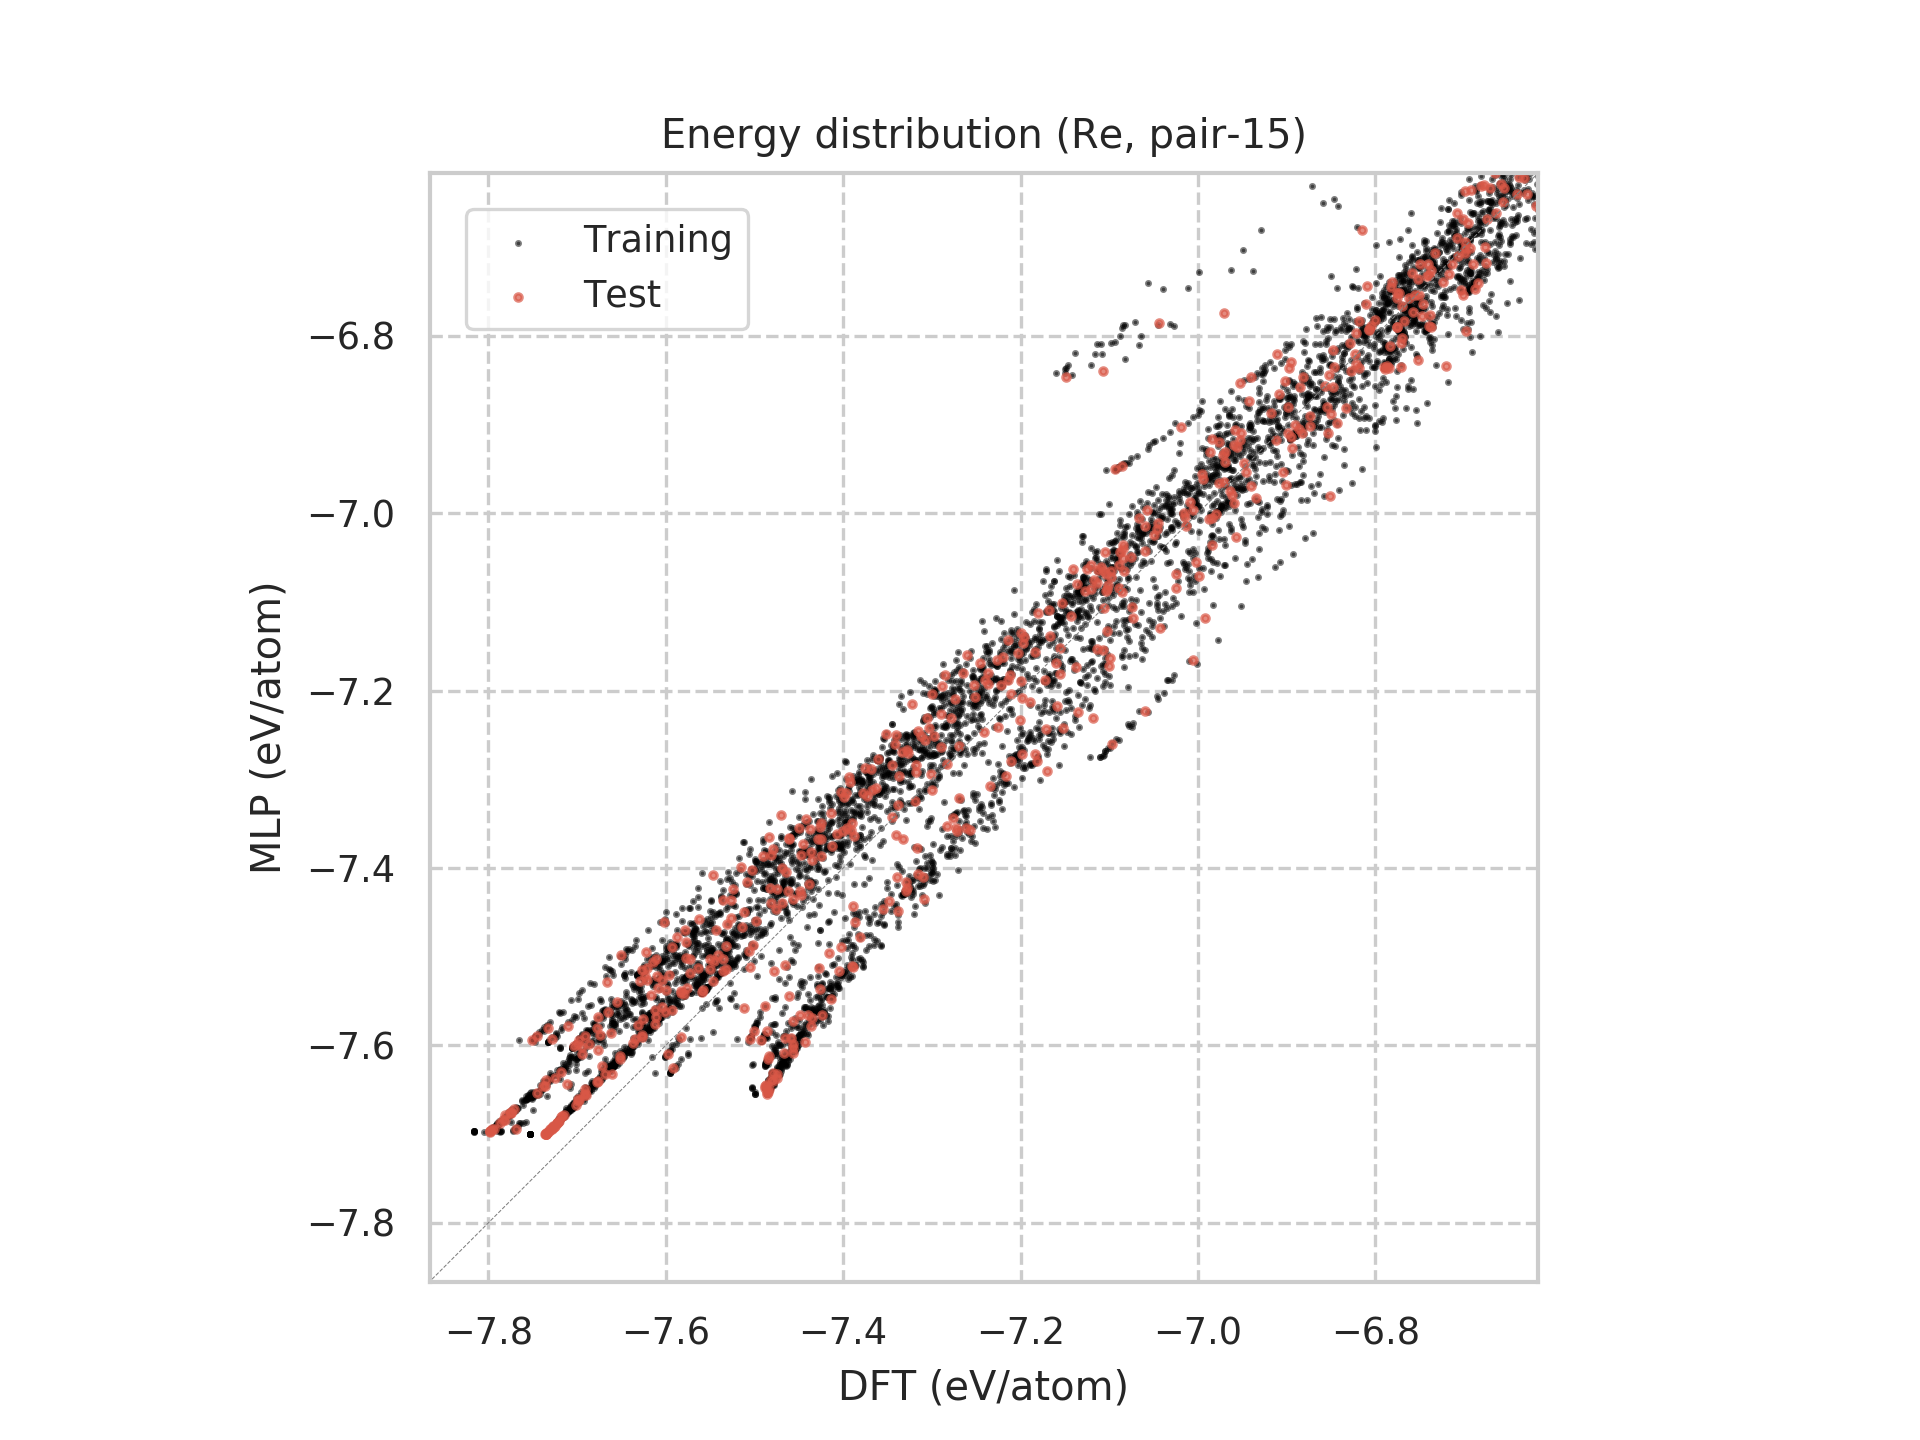 Energy distribution (Re, pair-15)
Training
Test
−6.8
−7.0
−7.2
−7.4
−7.6
−7.8
MLP (eV/atom)
−7.8 −7.6 −7.4 −7.2 −7.0 −6.8
DFT (eV/atom)